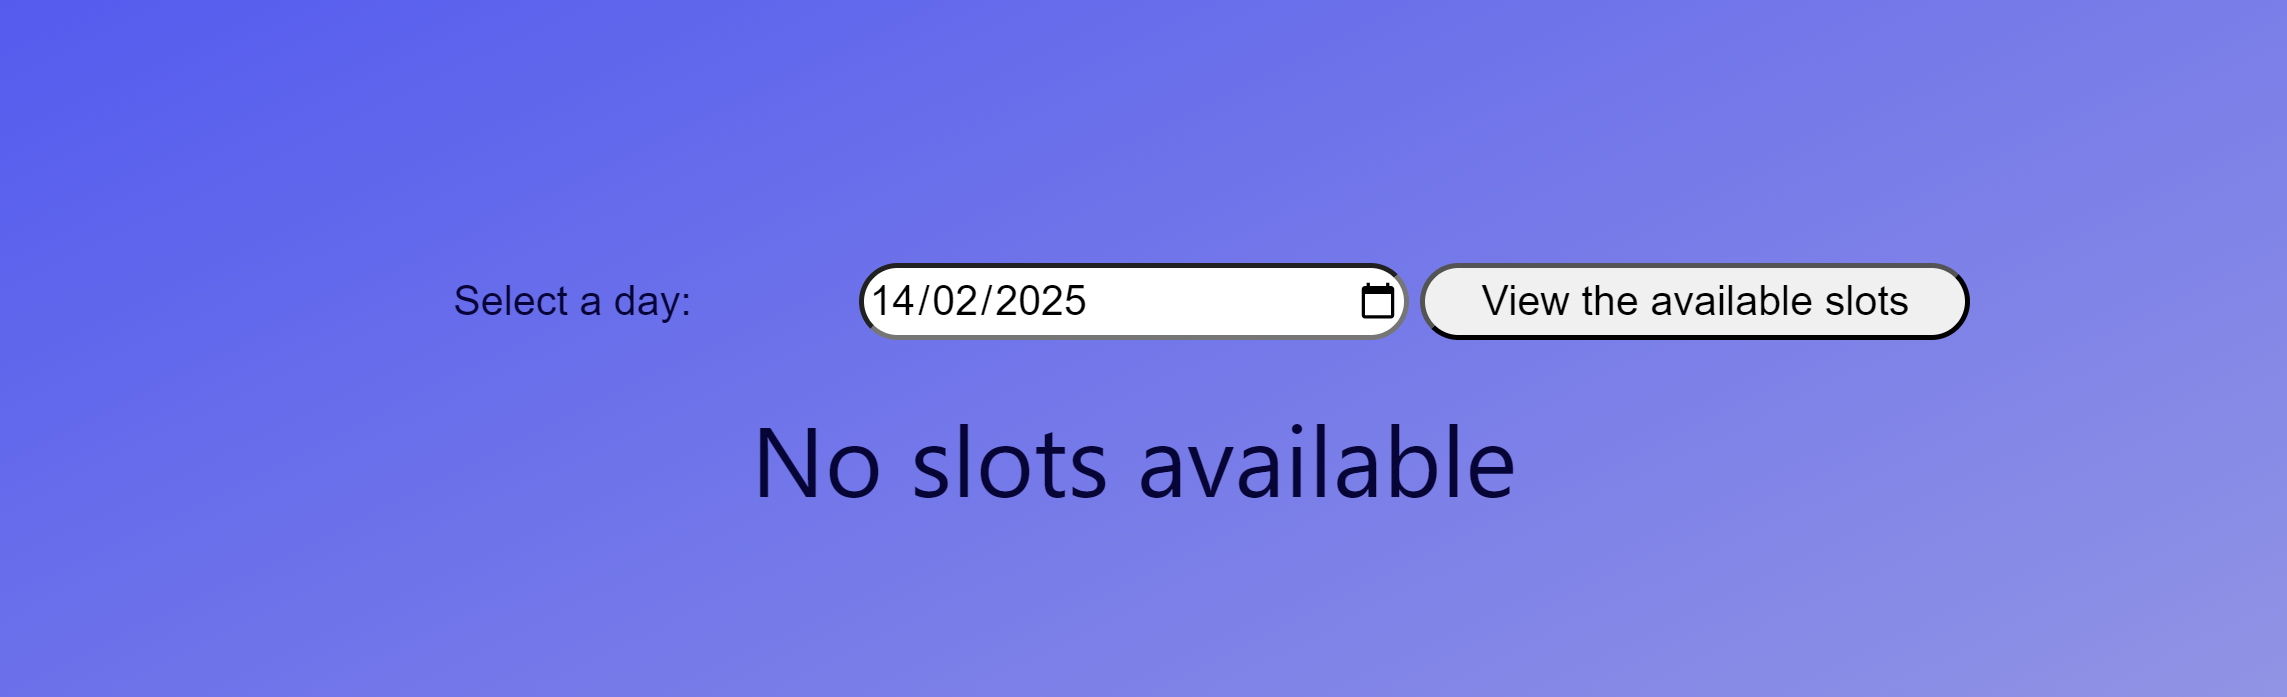 Select a day: 14/02/2025 View the available slots
No slots available